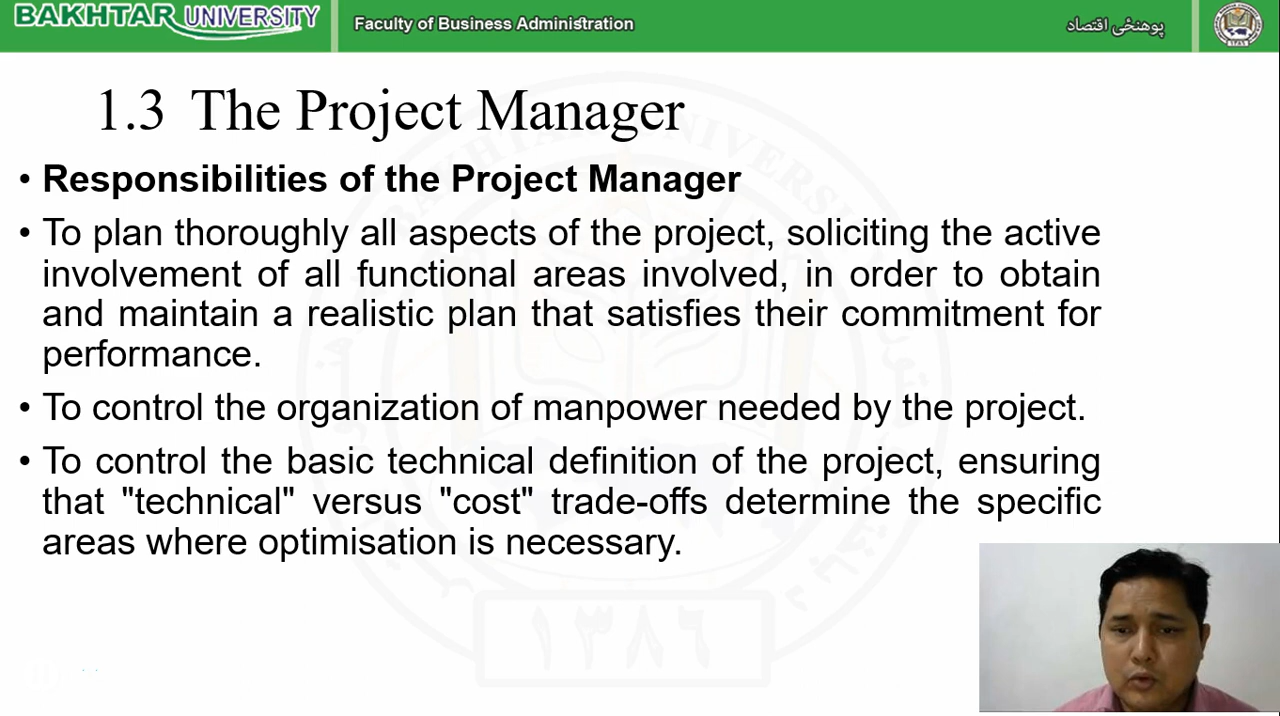 BAKHTAR UNIVERSITY
Faculty of Business Administration
پوهنځی اقتصاد
1.3 The Project Manager
• Responsibilities of the Project Manager
• To plan thoroughly all aspects of the project, soliciting the active
involvement of all functional areas involved, in order to obtain
and maintain a realistic plan that satisfies their commitment for
performance.
• To control the organization of manpower needed by the project.
• To control the basic technical definition of the project, ensuring
that "technical" versus "cost" trade-offs determine the specific
areas where optimisation is necessary.
۱۳۸۶